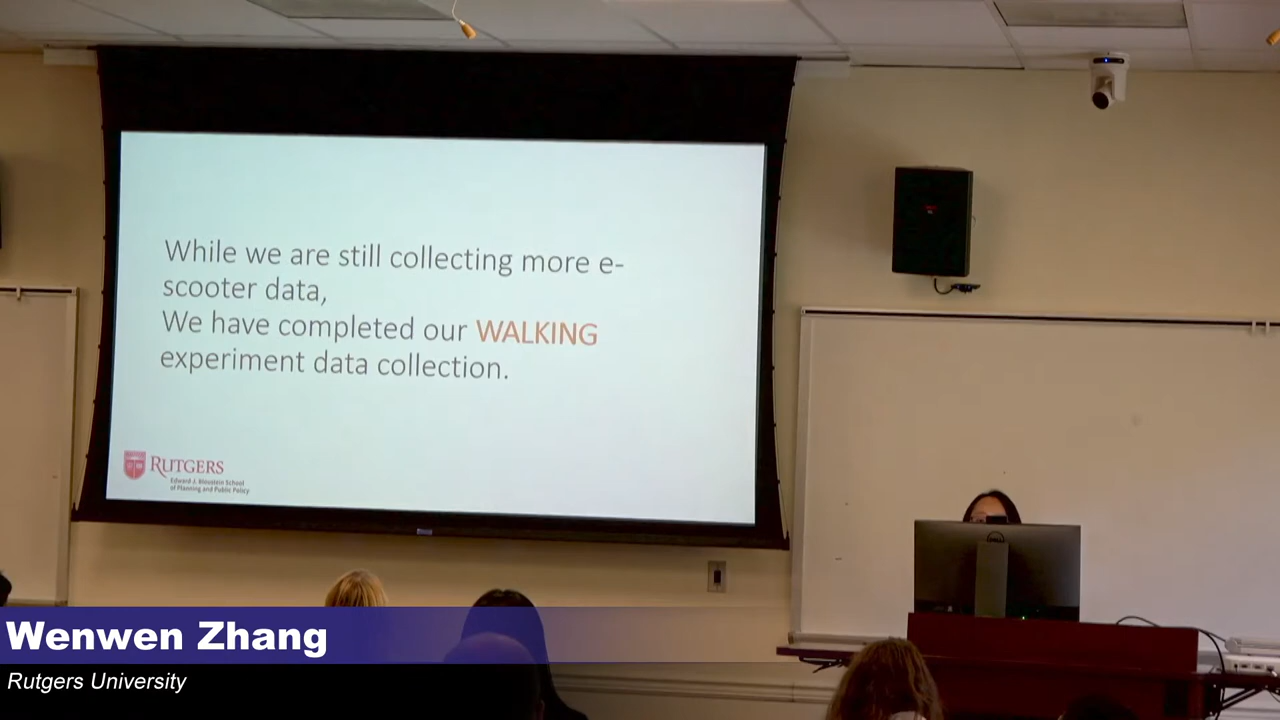 While we are still collecting more e-
scooter data,
We have completed our WALKING
experiment data collection.
RUTGERS
Edward J. Bloustein School
of Planning and Public Policy
DELL
Wenwen Zhang
Rutgers University